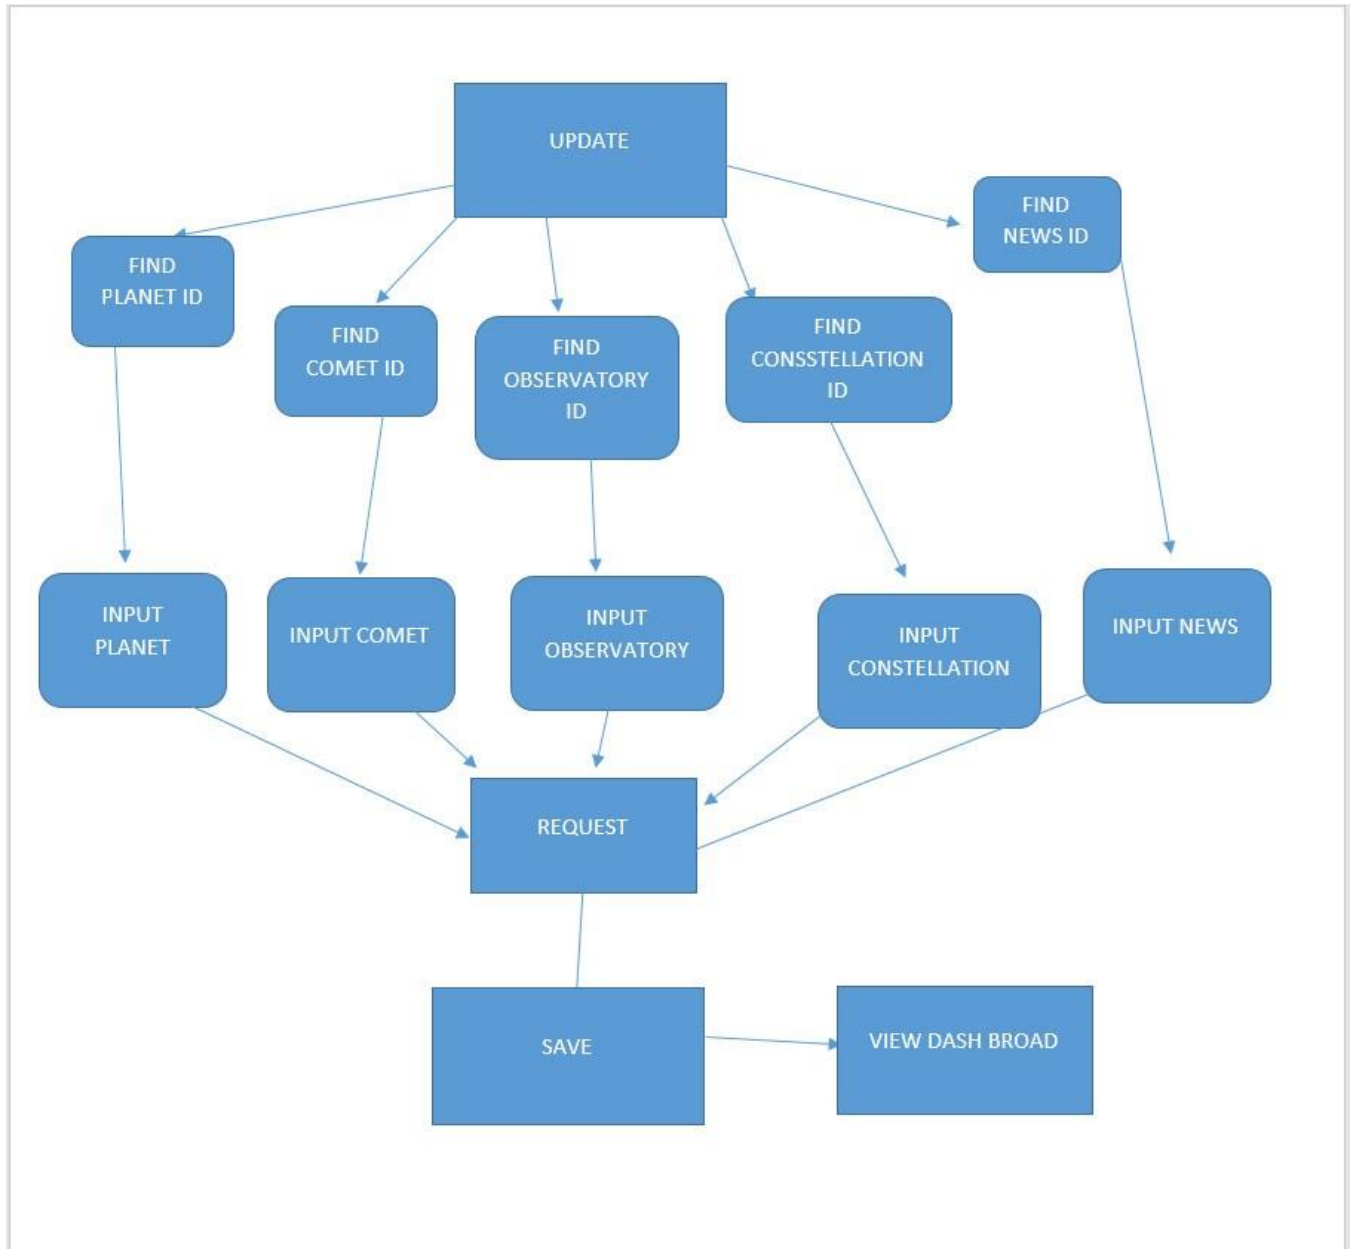 UPDATE
FIND
NEWS ID
FIND
PLANET ID
FIND
COMET ID
FIND
OBSERVATORY
ID
FIND
CONSSTELLATION
ID
INPUT
PLANET
INPUT COMET
INPUT
OBSERVATORY
INPUT
CONSTELLATION
INPUT NEWS
REQUEST
SAVE
VIEW DASH BROAD